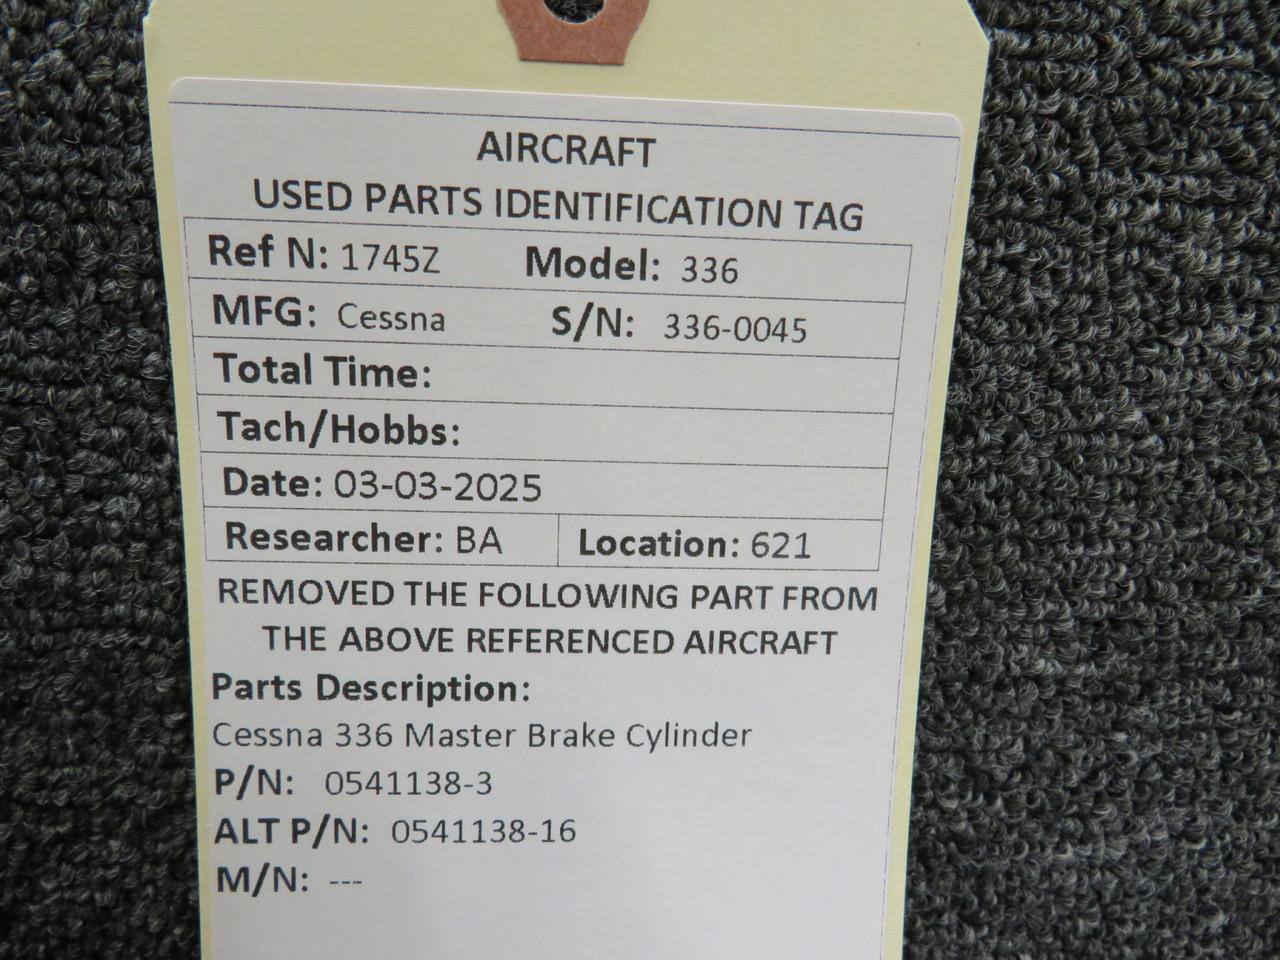 AIRCRAFT
USED PARTS IDENTIFICATION TAG
Ref N: 1745Z Model: 336
MFG: Cessna S/N: 336-0045
Total Time:
Tach/Hobbs:
Date: 03-03-2025
Researcher: BA Location: 621
REMOVED THE FOLLOWING PART FROM
THE ABOVE REFERENCED AIRCRAFT
Parts Description:
Cessna 336 Master Brake Cylinder
P/N: 0541138-3
ALT P/N: 0541138-16
M/N: ---